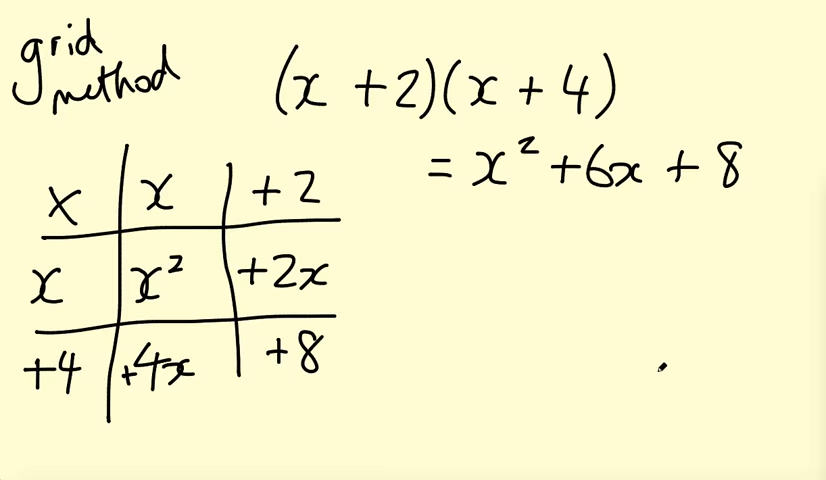 grid
method
(x + 2)(x + 4)
= x² + 6x + 8
× x +2
x x² +2x
+4 +4x +8